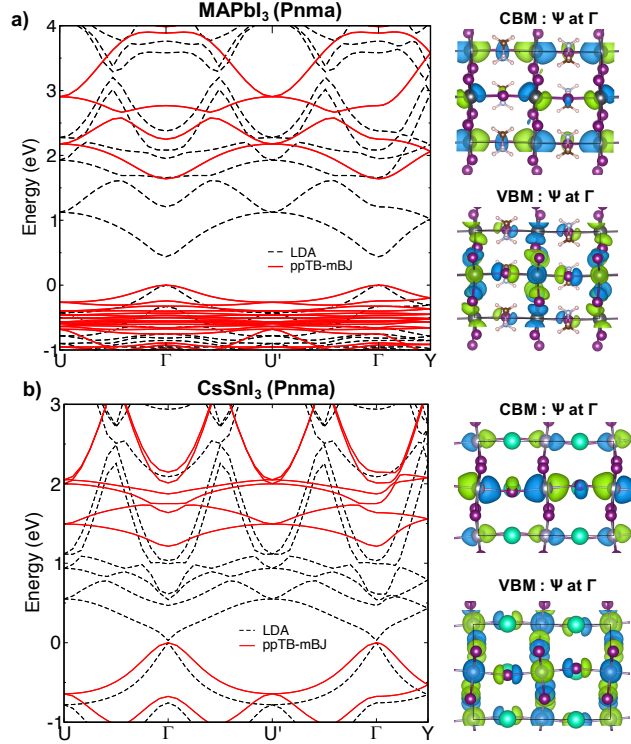 a)
MAPbI₃ (Pnma)
Energy (eV)
4
3
2
1
0
-1
LDA
ppTB-mBJ
U Γ U' Γ Y
CBM : Ψ at Γ
VBM : Ψ at Γ
b)
CsSnI₃ (Pnma)
Energy (eV)
3
2
1
0
-1
LDA
ppTB-mBJ
U Γ U' Γ Y
CBM : Ψ at Γ
VBM : Ψ at Γ